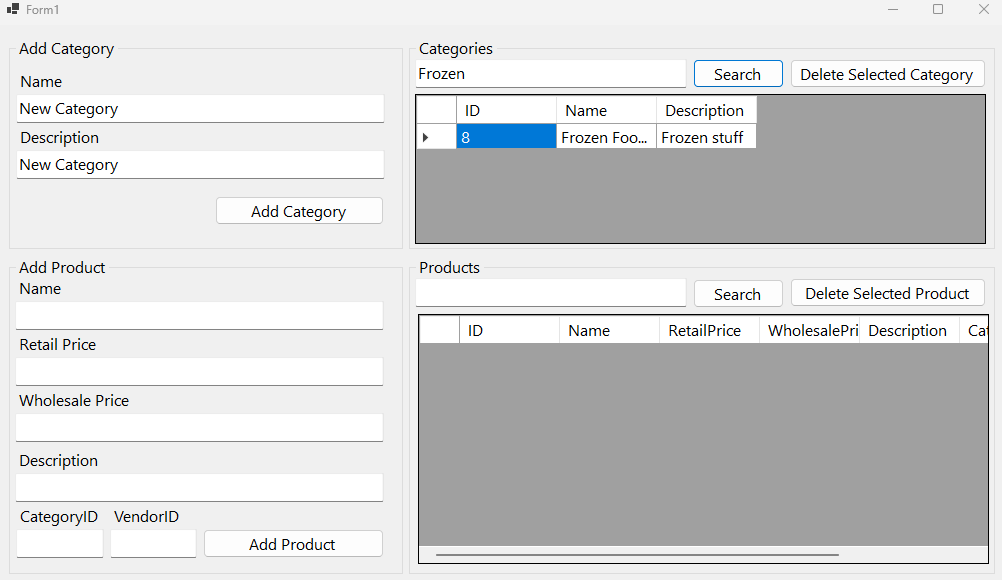 Form1
Add Category
Name
New Category
Description
New Category
Add Category
Categories
Frozen
Search
Delete Selected Category
ID Name Description
8 Frozen Foo... Frozen stuff
Add Product
Name
Retail Price
Wholesale Price
Description
CategoryID VendorID
Add Product
Products
Search
Delete Selected Product
ID Name RetailPrice WholesalePri Description Cat